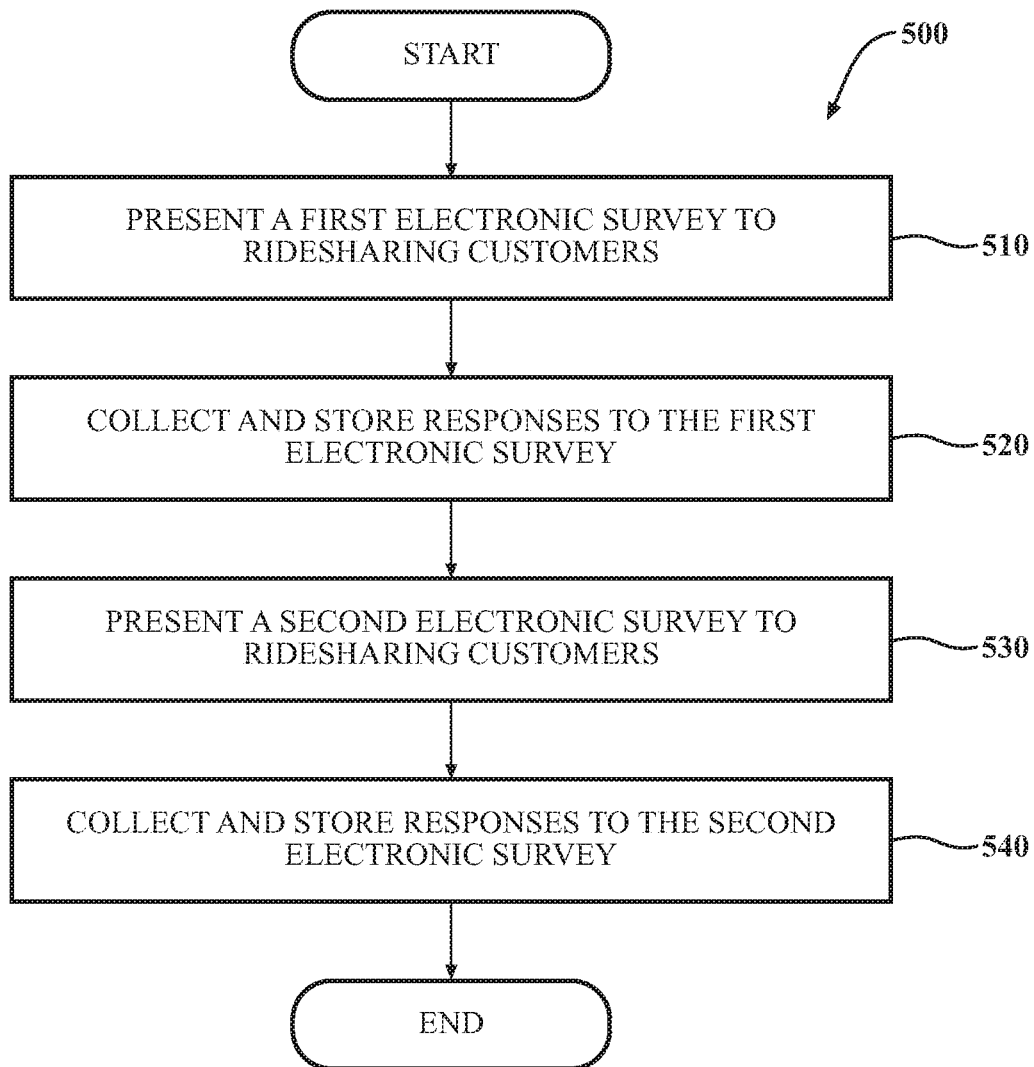 START
500
PRESENT A FIRST ELECTRONIC SURVEY TO
RIDESHARING CUSTOMERS
510
COLLECT AND STORE RESPONSES TO THE FIRST
ELECTRONIC SURVEY
520
PRESENT A SECOND ELECTRONIC SURVEY TO
RIDESHARING CUSTOMERS
530
COLLECT AND STORE RESPONSES TO THE SECOND
ELECTRONIC SURVEY
540
END